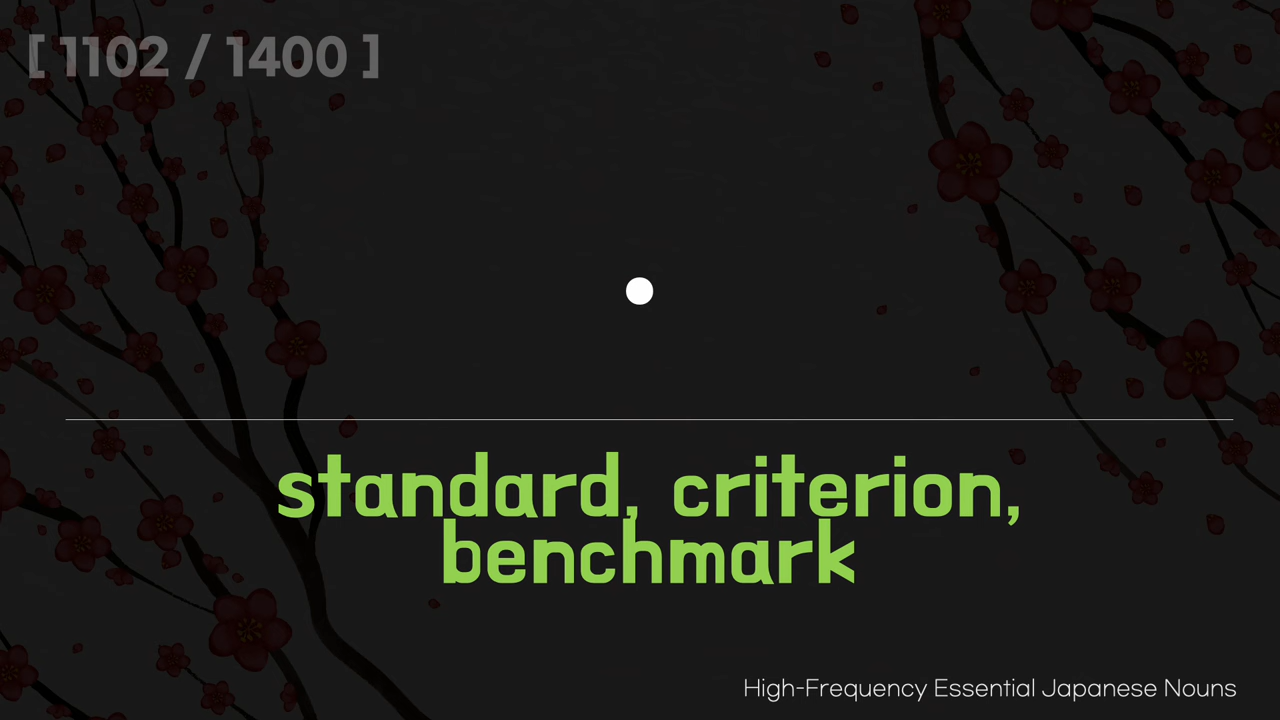 [ 1102 / 1400 ]
standard, criterion,
benchmark
High-Frequency Essential Japanese Nouns